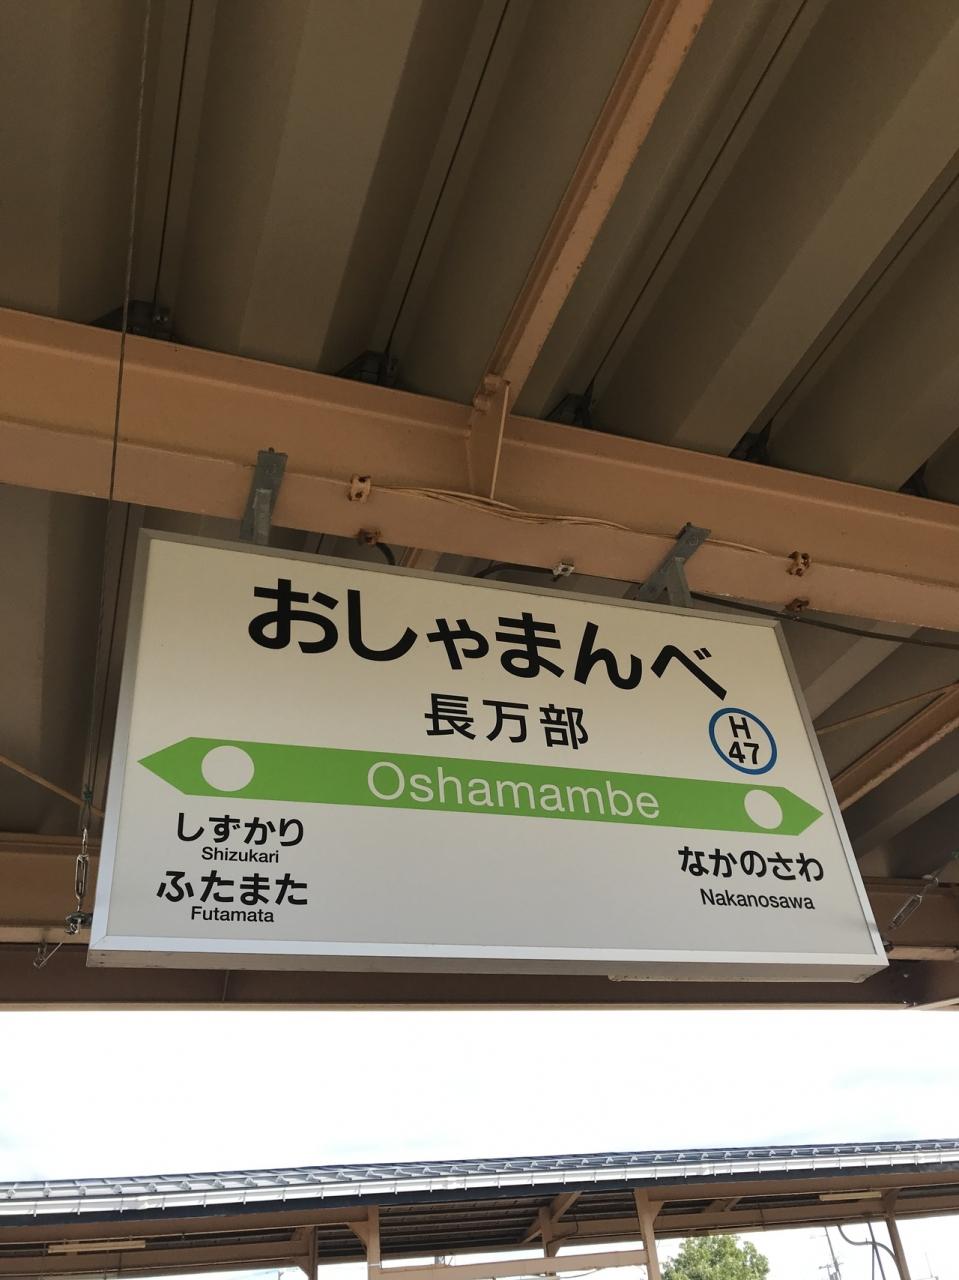 おしゃまんべ
長万部
H
47
Oshamambe
しずかり
Shizukari
ふたまた
Futamata
なかのさわ
Nakanosawa